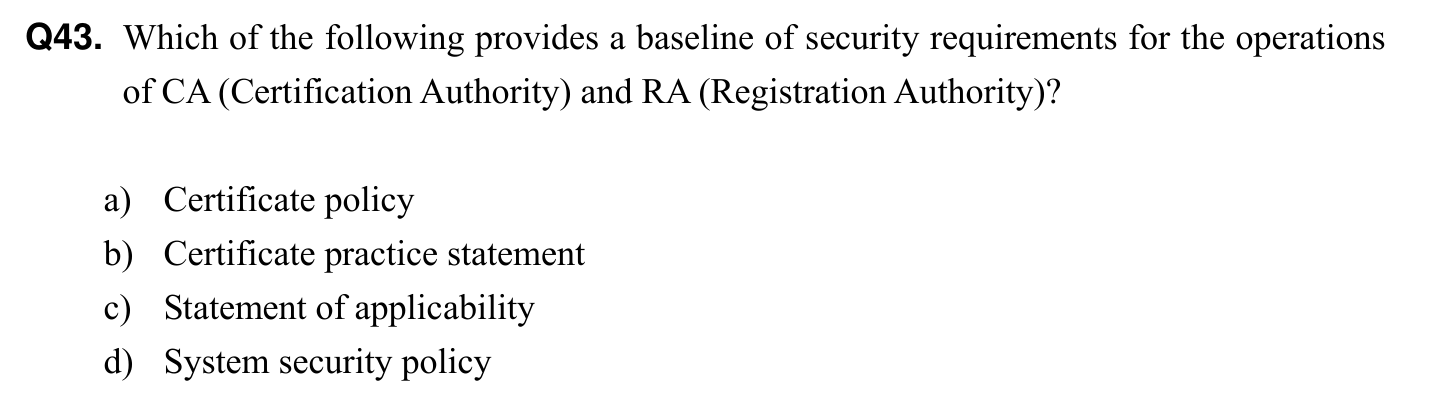 Q43. Which of the following provides a baseline of security requirements for the operations
of CA (Certification Authority) and RA (Registration Authority)?
a) Certificate policy
b) Certificate practice statement
c) Statement of applicability
d) System security policy